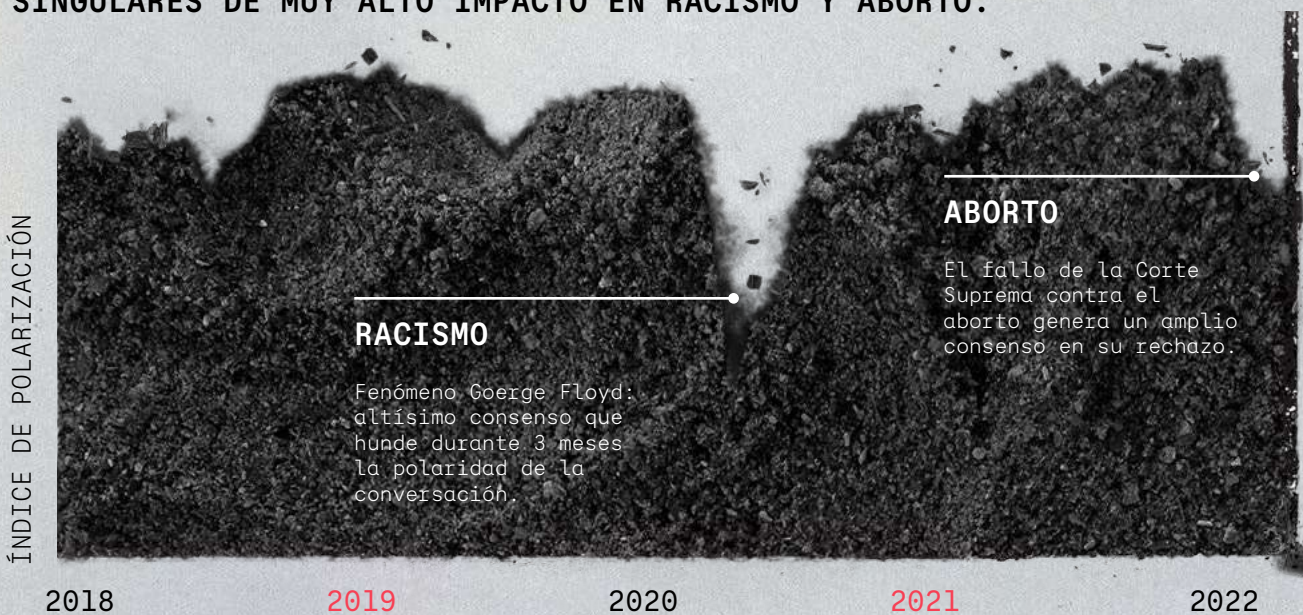 SINGULARES DE MUY ALTO IMPACTO EN RACISMO Y ABORTO.
ÍNDICE DE POLARIZACIÓN
ABORTO
El fallo de la Corte
Suprema contra el
aborto genera un amplio
consenso en su rechazo.
RACISMO
Fenómeno Goerge Floyd:
altísimo consenso que
hunde durante 3 meses
la polaridad de la
conversación.
2018 2019 2020 2021 2022